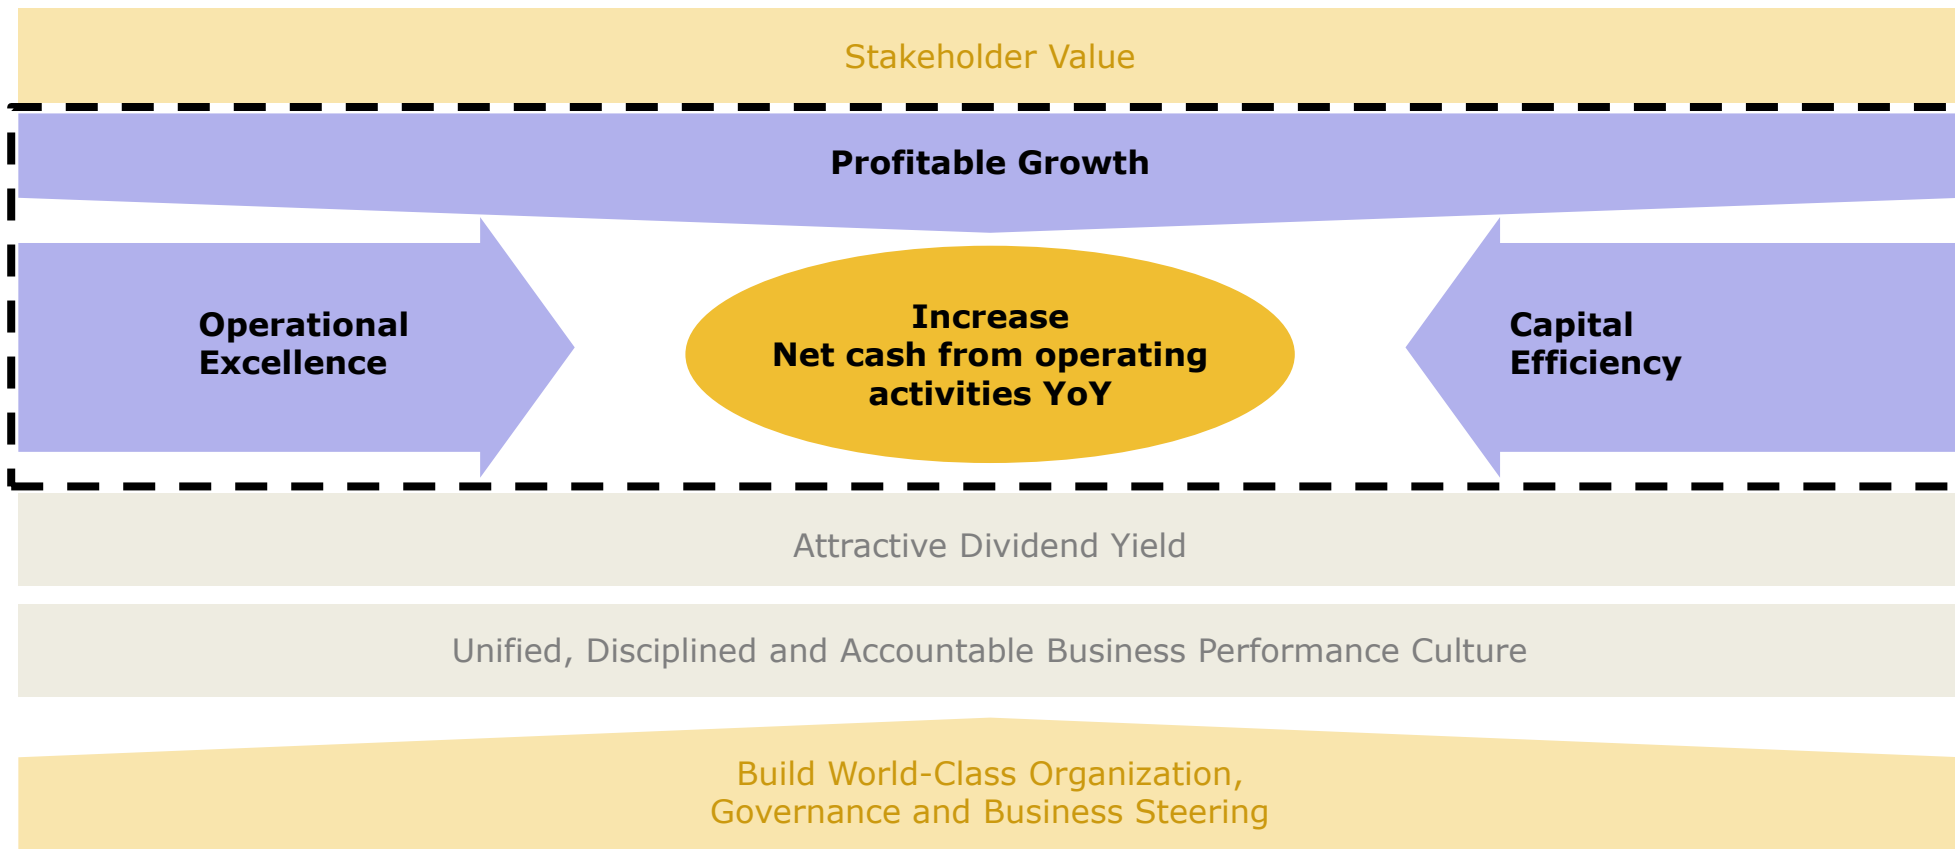 Stakeholder Value
Profitable Growth
Operational
Excellence
Increase
Net cash from operating
activities YoY
Capital
Efficiency
Attractive Dividend Yield
Unified, Disciplined and Accountable Business Performance Culture
Build World-Class Organization,
Governance and Business Steering